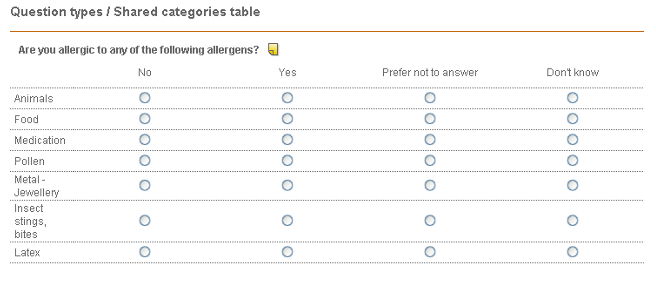 Question types / Shared categories table
Are you allergic to any of the following allergens?
No Yes Prefer not to answer Don't know
Animals
Food
Medication
Pollen
Metal -
Jewellery
Insect
stings,
bites
Latex